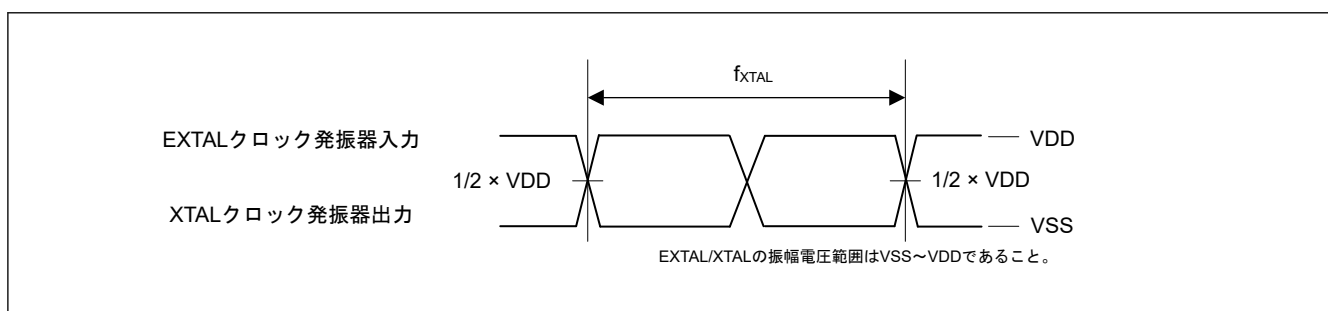 fXTAL
EXTALクロック発振器入力
VDD
1/2 × VDD
1/2 × VDD
XTALクロック発振器出力
VSS
EXTAL/XTALの振幅電圧範囲はVSS～VDDであること。